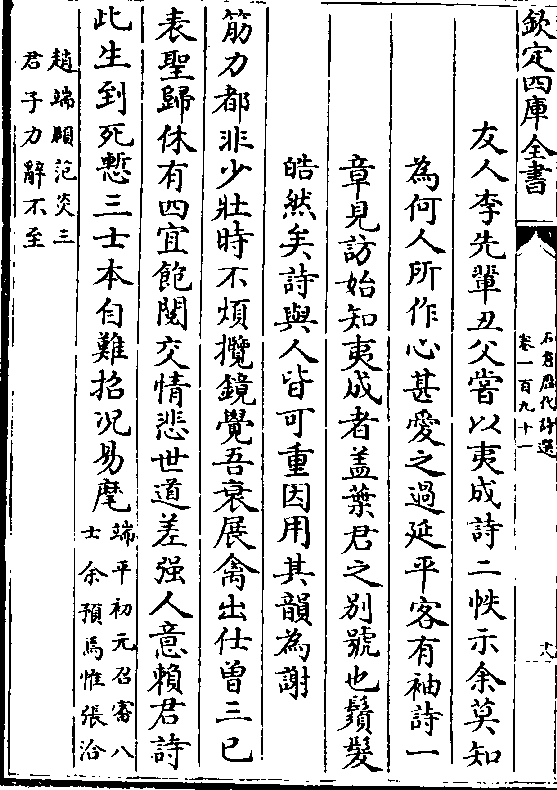 欽定四庫全書
石倉歷代詩選
卷一百九十一
友人李先輩丑父嘗以夷成詩二帙示余莫知
為何人所作心甚愛之過延平客有袖詩一
章見訪始知夷成者蓋葉君之別號也鬚髮
皓然矣詩與人皆可重因用其韻為謝
筋力都非少壯時不煩攬鏡覺吾衰展禽出仕曾三已
表聖歸休有四宜飽閱交情悲世道差强人意賴君詩
此生到死慙三士本自難招况易麾
端平初元召審八
士余預焉惟張洽
趙端頤范炎三
君子力辭不至